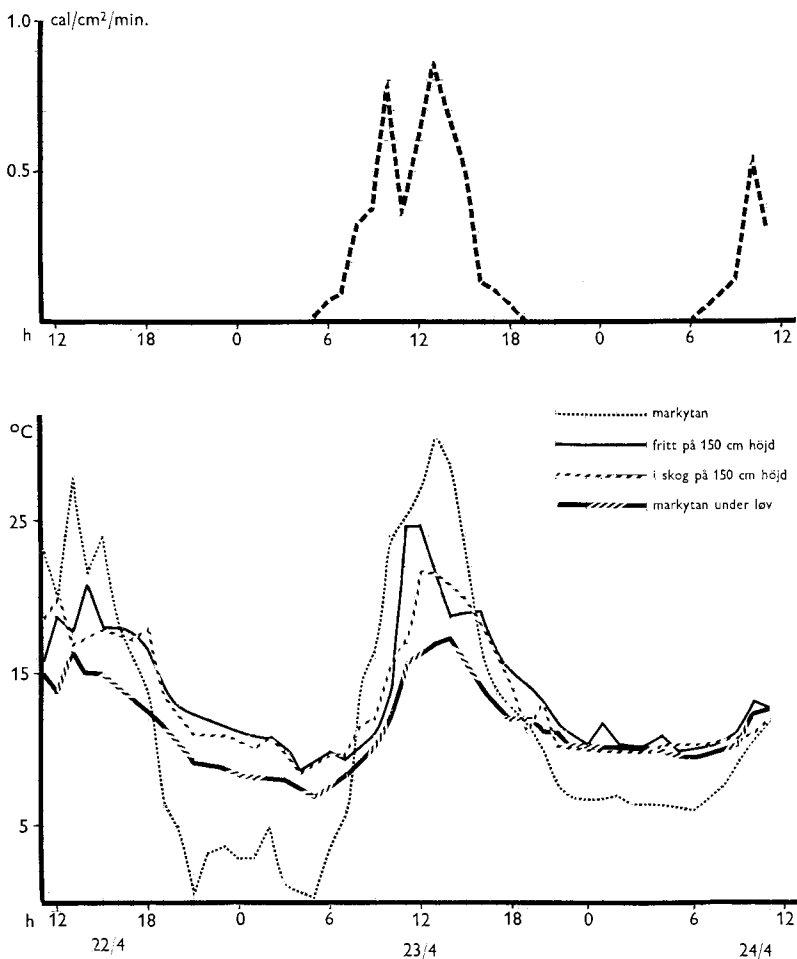 1.0 cal/cm²/min.
0.5
h 12 18 0 6 12 18 0 6 12
°C
markytan
fritt på 150 cm höjd
i skog på 150 cm höjd
markytan under løv
25
15
5
h 12 18 0 6 12 18 0 6 12
22/4 23/4 24/4